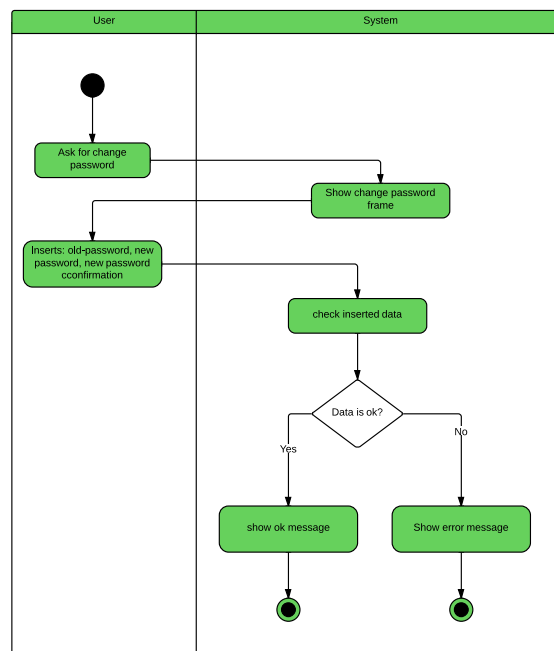 User
System
Ask for change
password
Show change password
frame
Inserts: old-password, new
password, new password
cconfirmation
check inserted data
Data is ok?
Yes
No
show ok message
Show error message